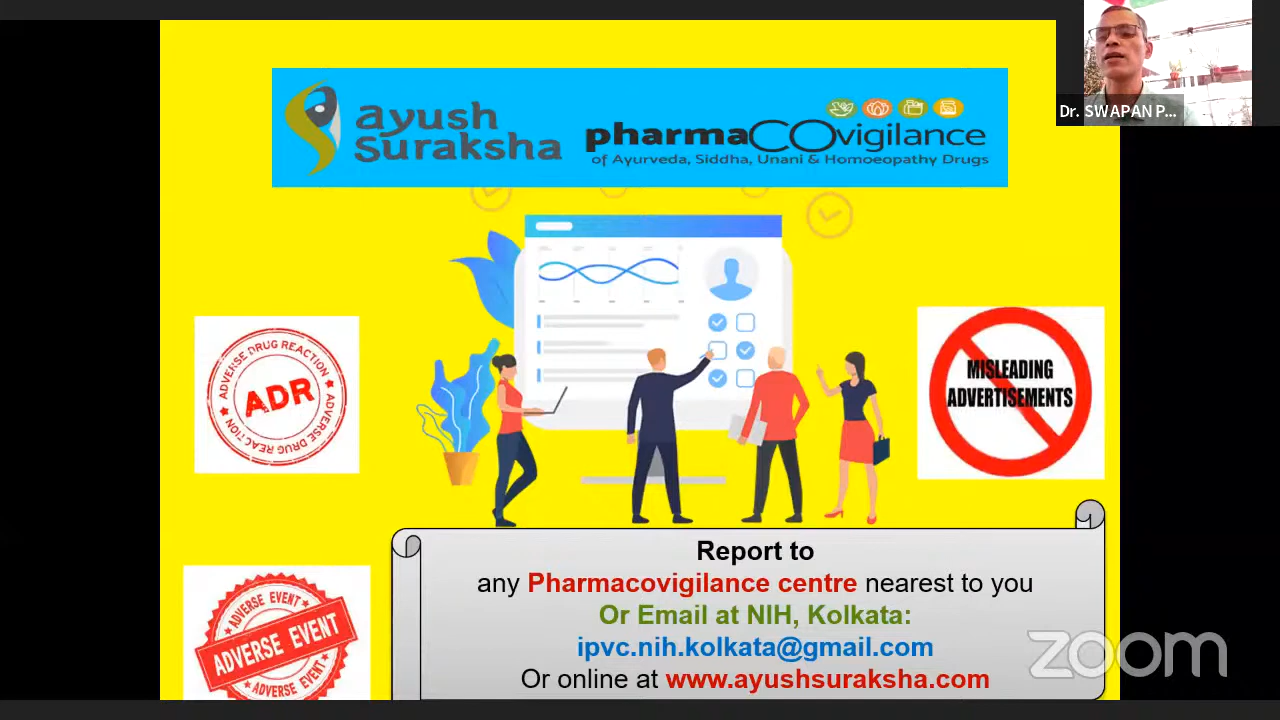 Dr. SWAPAN P...
ayush
suraksha
pharmaCOvigilance
of Ayurveda, Siddha, Unani & Homoeopathy Drugs
ADVERSE DRUG REACTION
ADR
ADVERSE DRUG REACTION
MISLEADING
ADVERTISEMENTS
ADVERSE EVENT
ADVERSE EVENT
ADVERSE EVENT
Report to
any Pharmacovigilance centre nearest to you
Or Email at NIH, Kolkata:
ipvc.nih.kolkata@gmail.com
Or online at www.ayushsuraksha.com
zoom